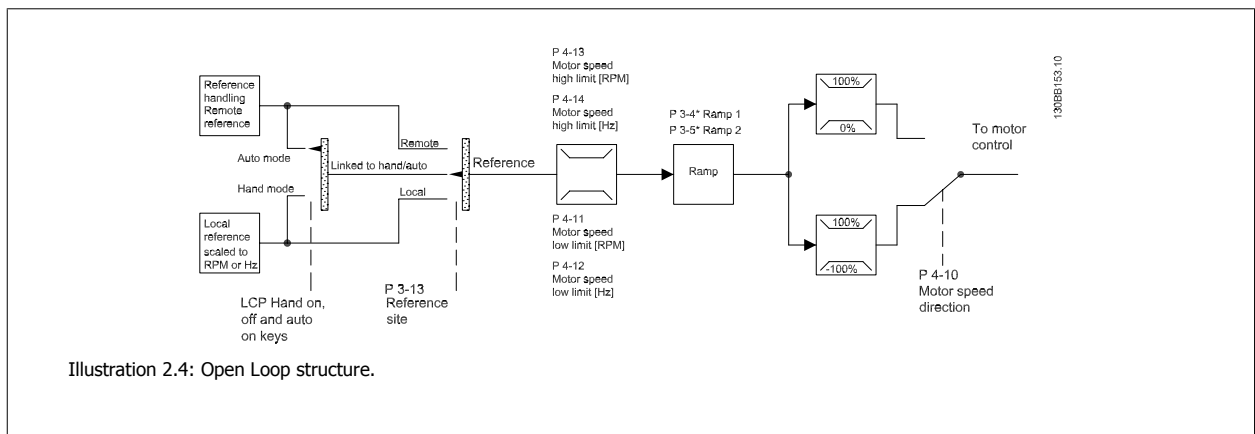 Reference
handling
Remote
reference
Auto mode
Hand mode
Local
reference
scaled to
RPM or Hz
LCP Hand on,
off and auto
on keys
Linked to hand/auto
Remote
Local
P 3-13
Reference
site
Reference
P 4-13
Motor speed
high limit [RPM]
P 4-14
Motor speed
high limit [Hz]
P 4-11
Motor speed
low limit [RPM]
P 4-12
Motor speed
low limit [Hz]
P 3-4* Ramp 1
P 3-5* Ramp 2
Ramp
100%
0%
100%
-100%
To motor
control
P 4-10
Motor speed
direction
130BB153.10
Illustration 2.4: Open Loop structure.